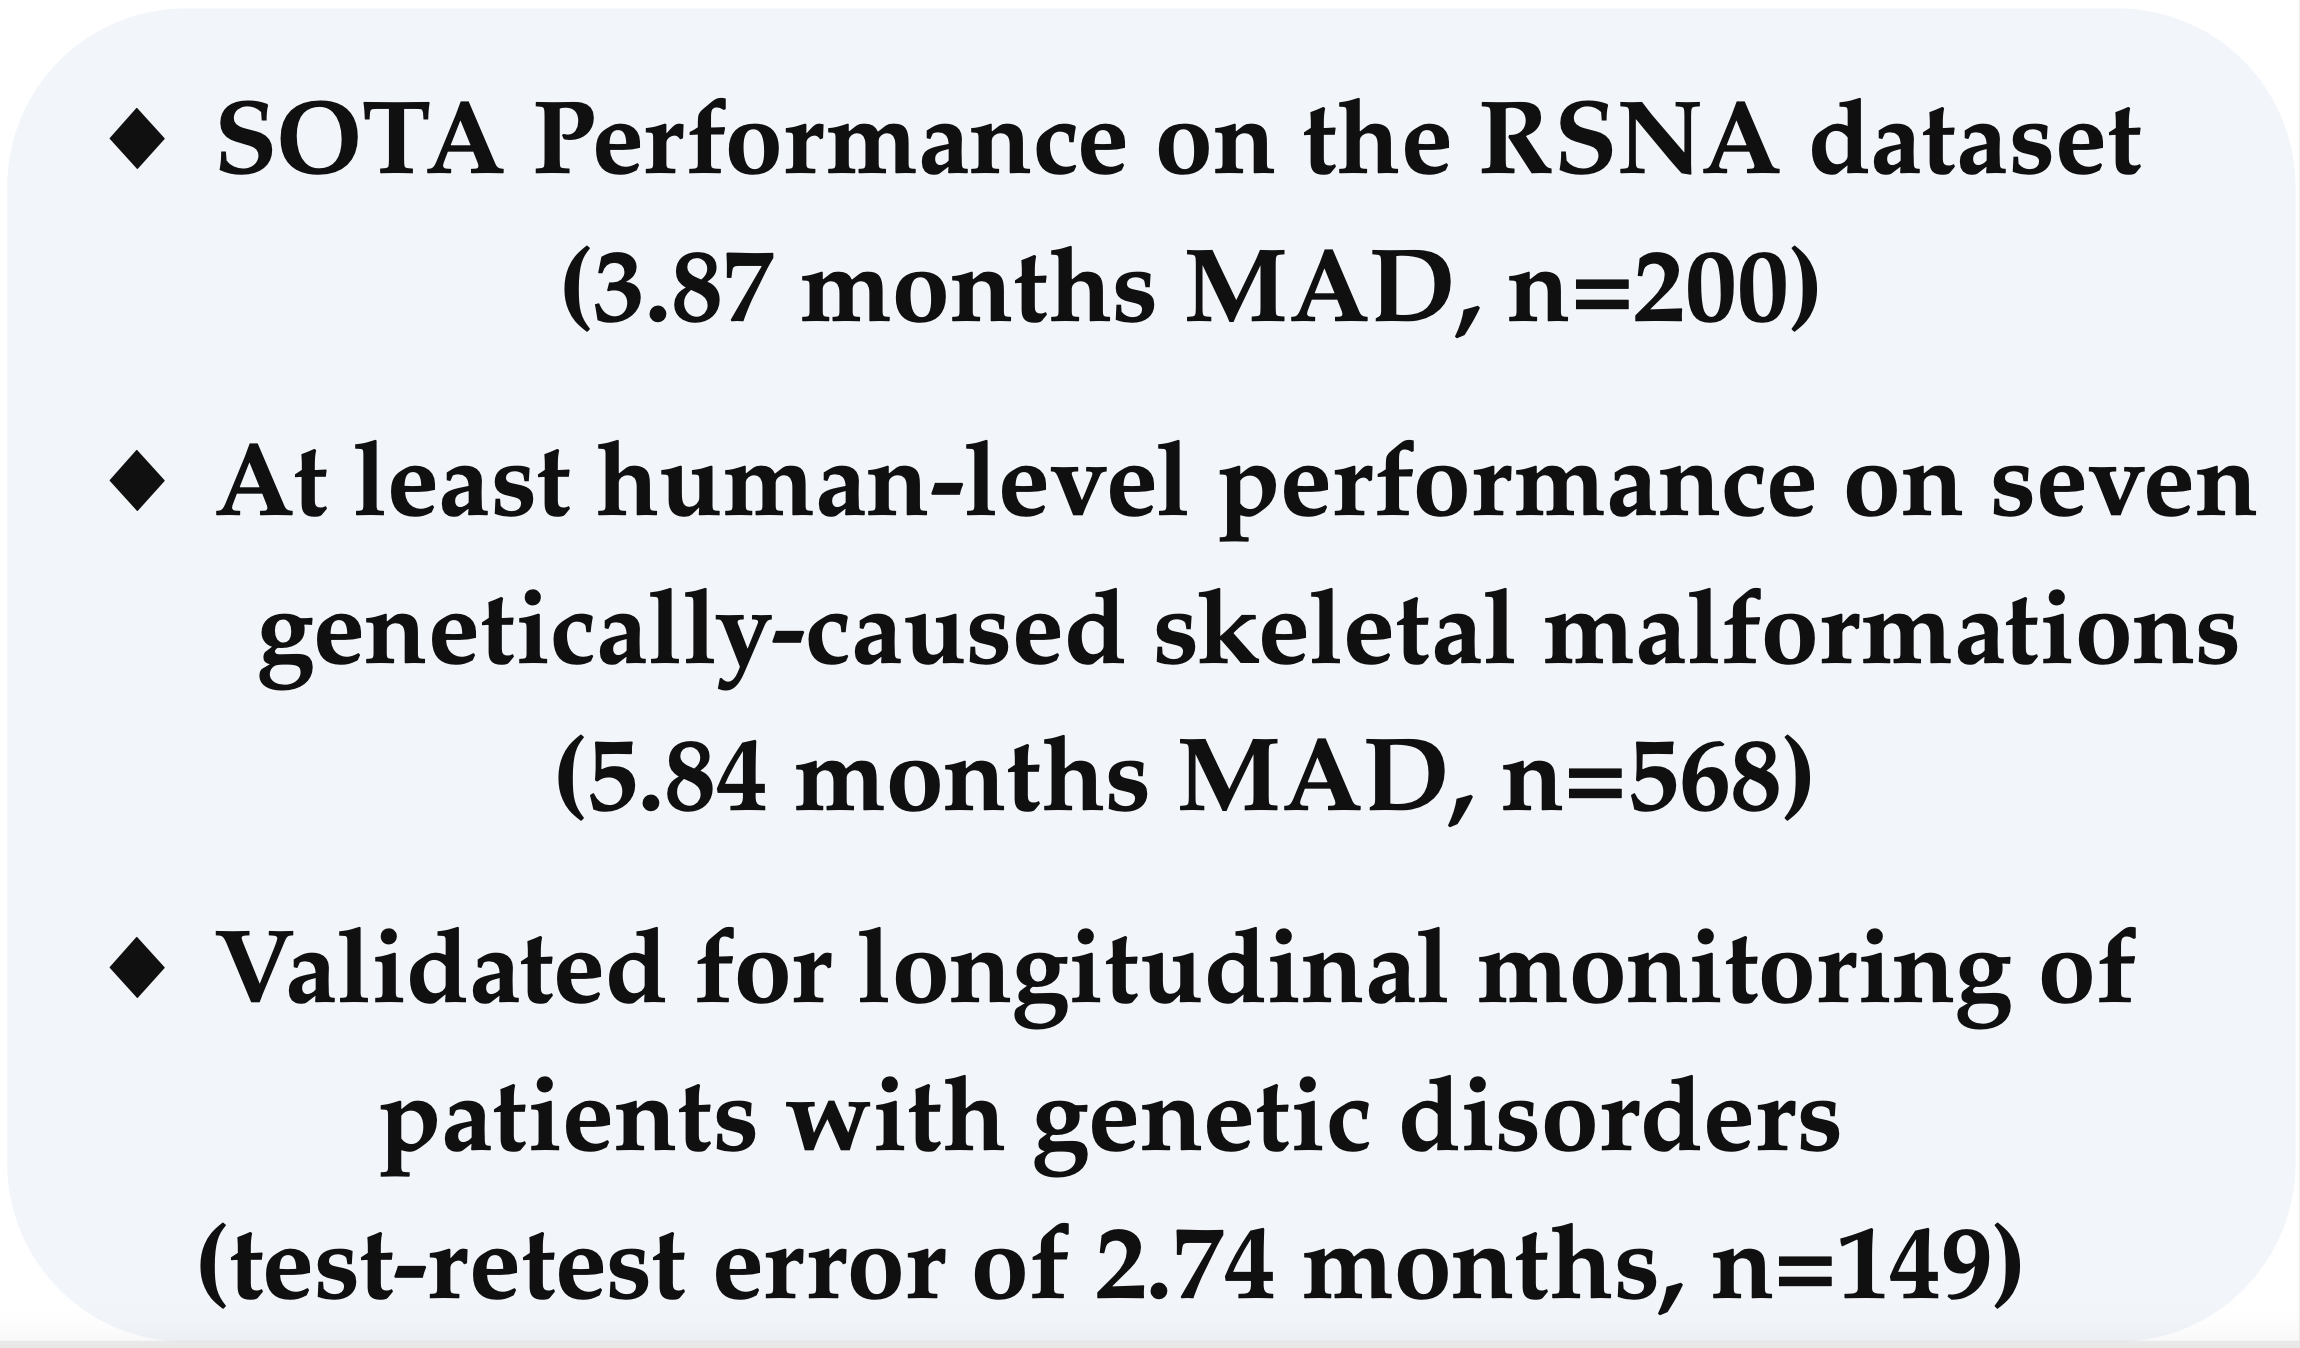 ◆ SOTA Performance on the RSNA dataset
(3.87 months MAD, n=200)
◆ At least human-level performance on seven
genetically-caused skeletal malformations
(5.84 months MAD, n=568)
◆ Validated for longitudinal monitoring of
patients with genetic disorders
(test-retest error of 2.74 months, n=149)